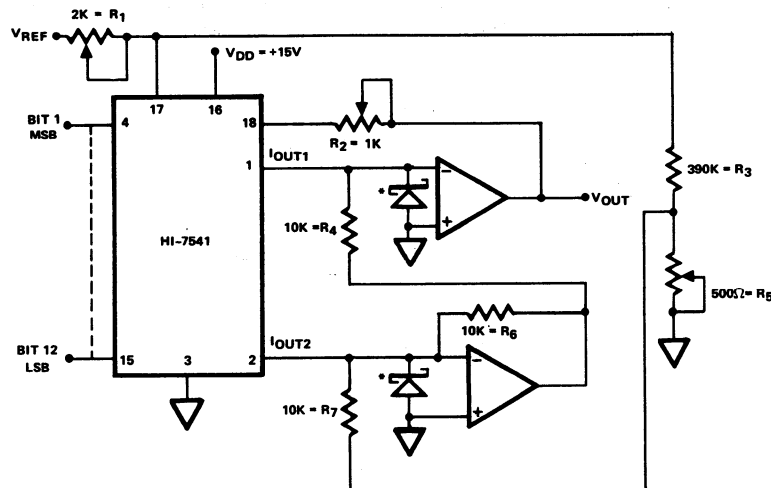 2K = R1
VREF
VDD = +15V
BIT 1
MSB
4
17
16
18
R2 = 1K
1
IOUT1
*
−
+
VOUT
390K = R3
10K =R4
HI-7541
500Ω= R5
10K = R6
BIT 12
LSB
15
3
2
IOUT2
*
−
+
10K = R7